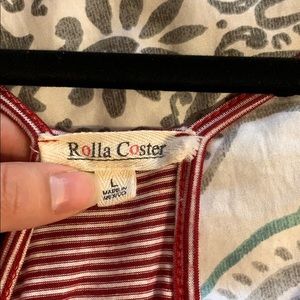 Rolla Coster
L
MADE IN
MEXICO